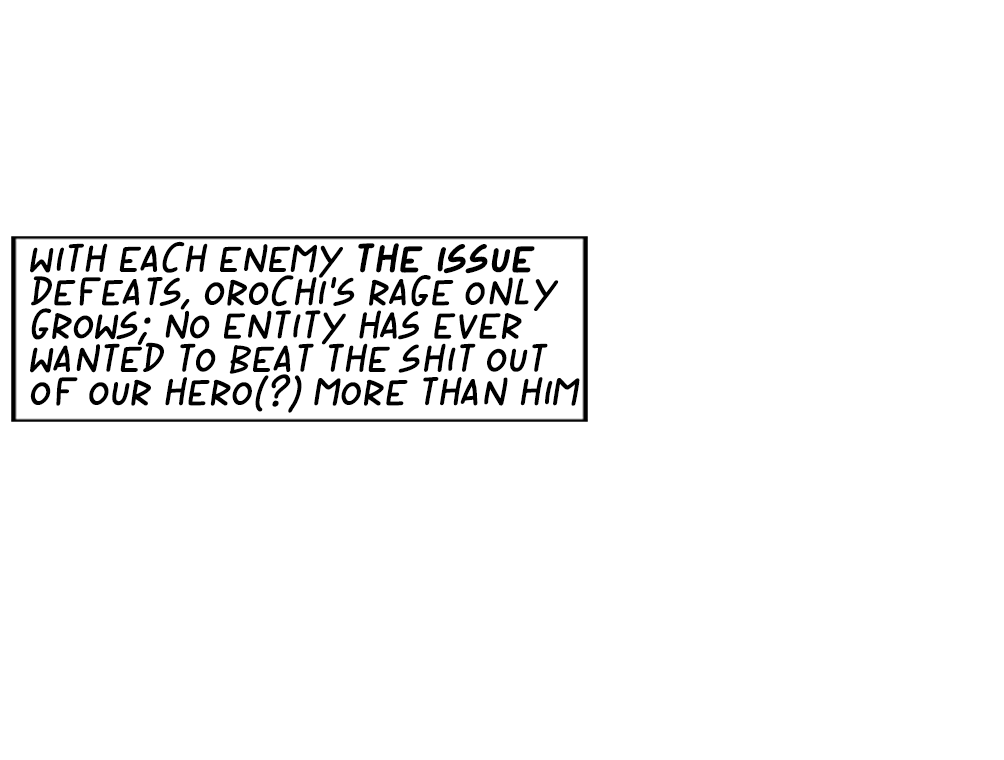 WITH EACH ENEMY THE ISSUE
DEFEATS, OROCHI'S RAGE ONLY
GROWS; NO ENTITY HAS EVER
WANTED TO BEAT THE SHIT OUT
OF OUR HERO(?) MORE THAN HIM